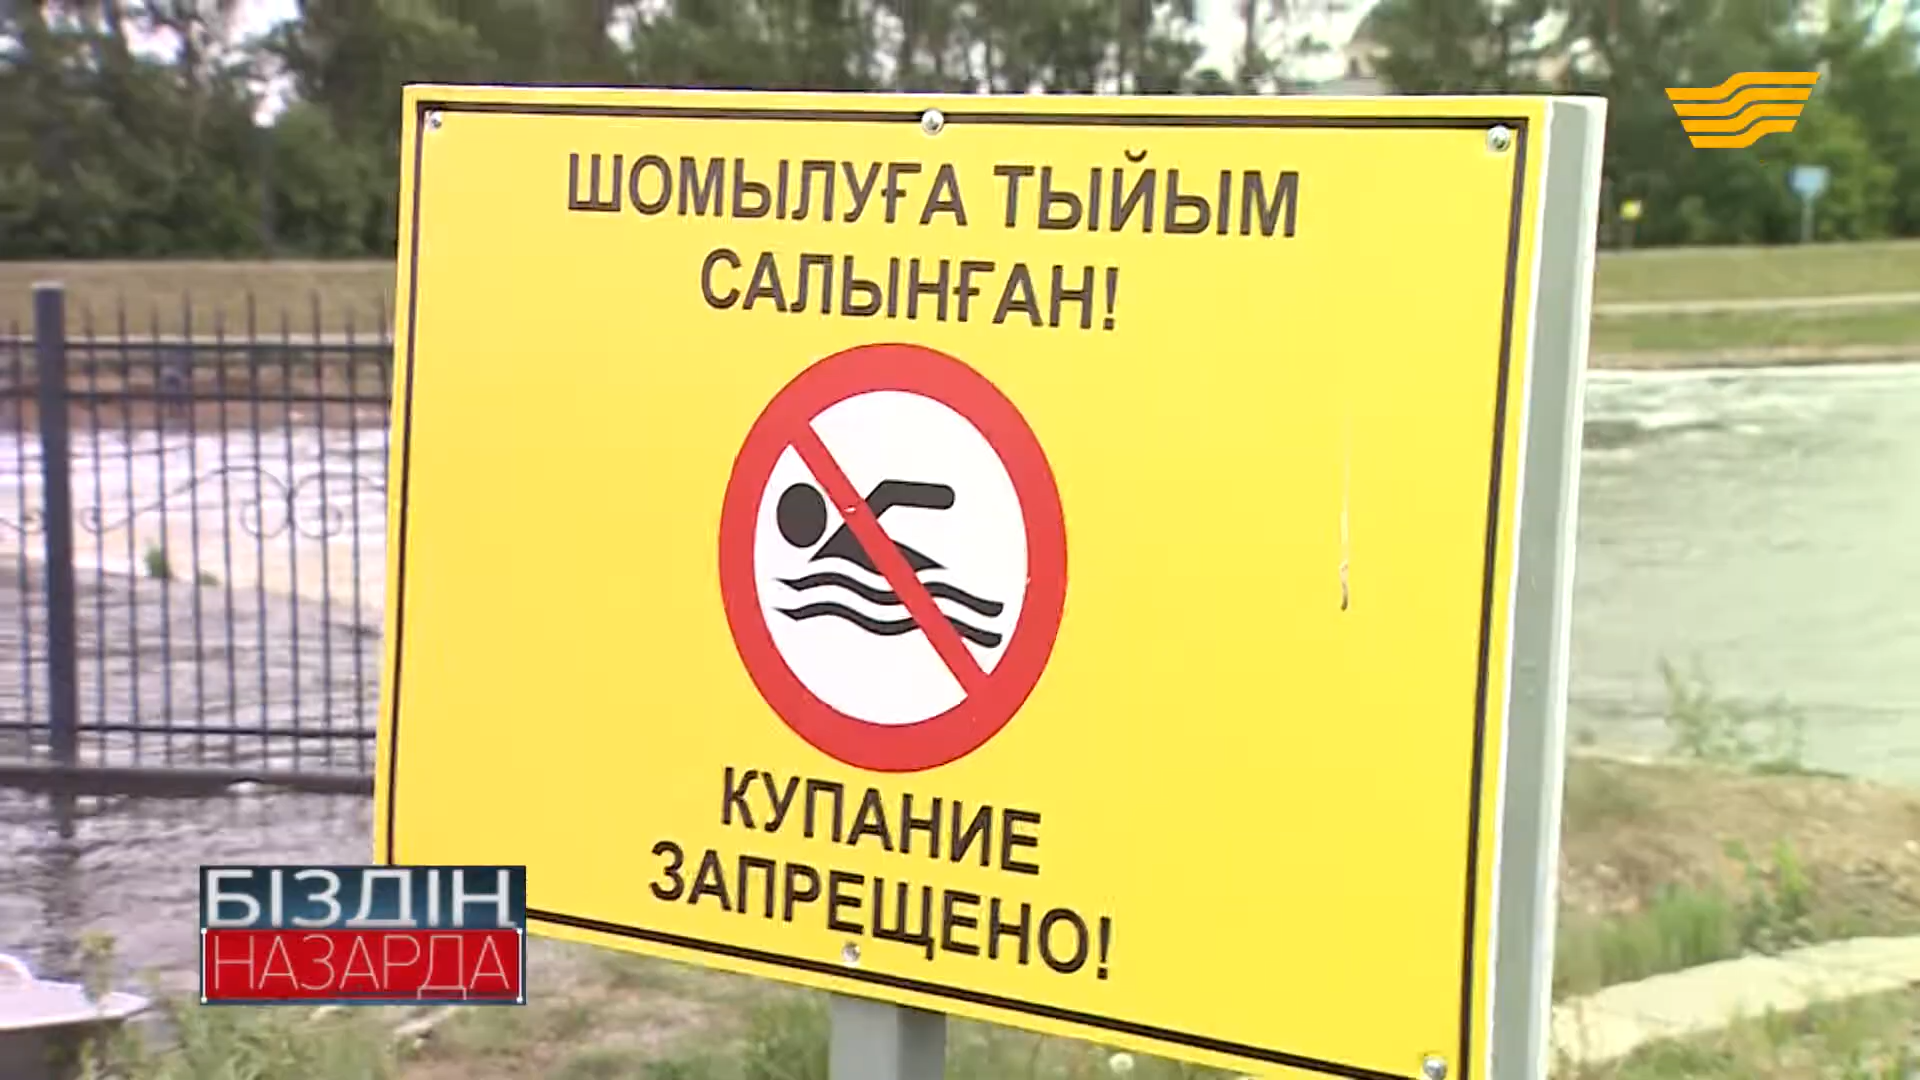 ШОМЫЛУҒА ТЫЙЫМ
САЛЫНҒАН!
КУПАНИЕ
ЗАПРЕЩЕНО!
БІЗДІҢ
НАЗАРДА